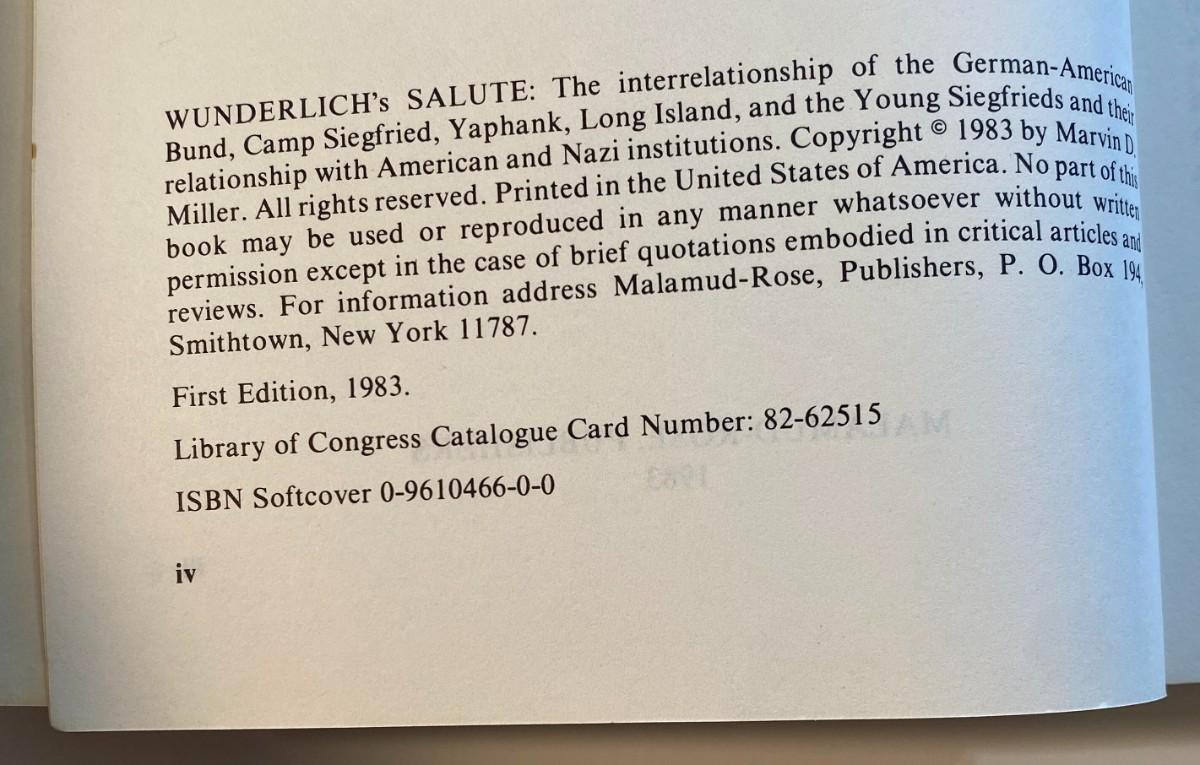 WUNDERLICH's SALUTE: The interrelationship of the German-American
Bund, Camp Siegfried, Yaphank, Long Island, and the Young Siegfrieds and their
relationship with American and Nazi institutions. Copyright © 1983 by Marvin D.
Miller. All rights reserved. Printed in the United States of America. No part of this
book may be used or reproduced in any manner whatsoever without written
permission except in the case of brief quotations embodied in critical articles and
reviews. For information address Malamud-Rose, Publishers, P. O. Box 194,
Smithtown, New York 11787.
First Edition, 1983.
Library of Congress Catalogue Card Number: 82-62515
ISBN Softcover 0-9610466-0-0
iv